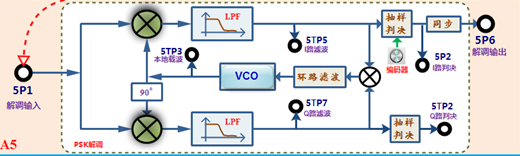 LPF
抽样
判决
同步
5P6
解调输出
5TP3
本地载波
5TP5
I路滤波
编码器
5P2
I路判决
5P1
解调输入
90°
VCO
环路滤波
LPF
5TP7
Q路滤波
抽样
判决
5TP2
Q路判决
A5
PSK解调